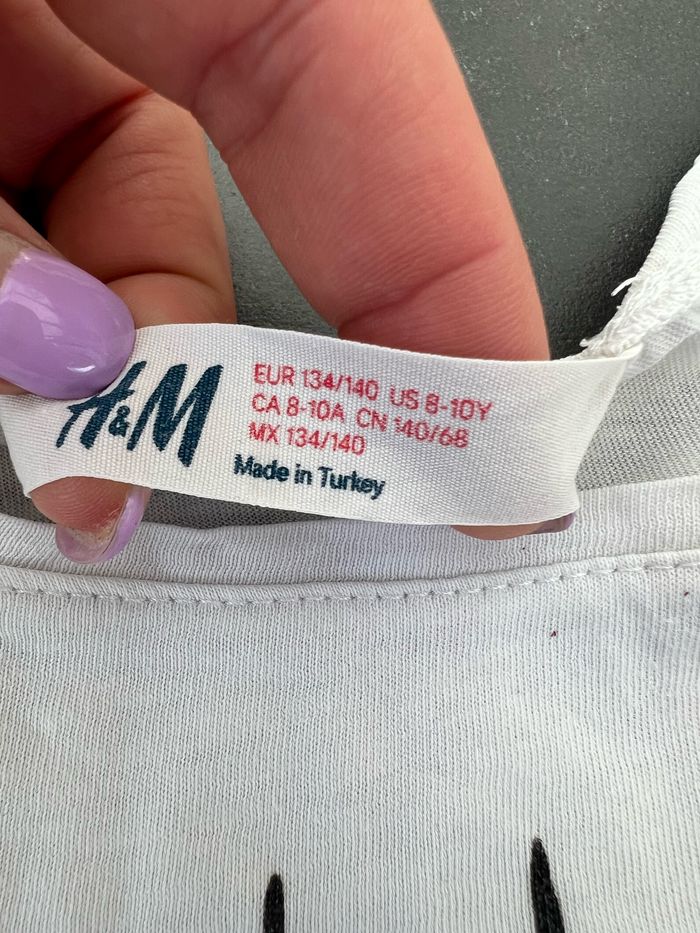 H&M
EUR 134/140 US 8-10Y
CA 8-10A CN 140/68
MX 134/140
Made in Turkey